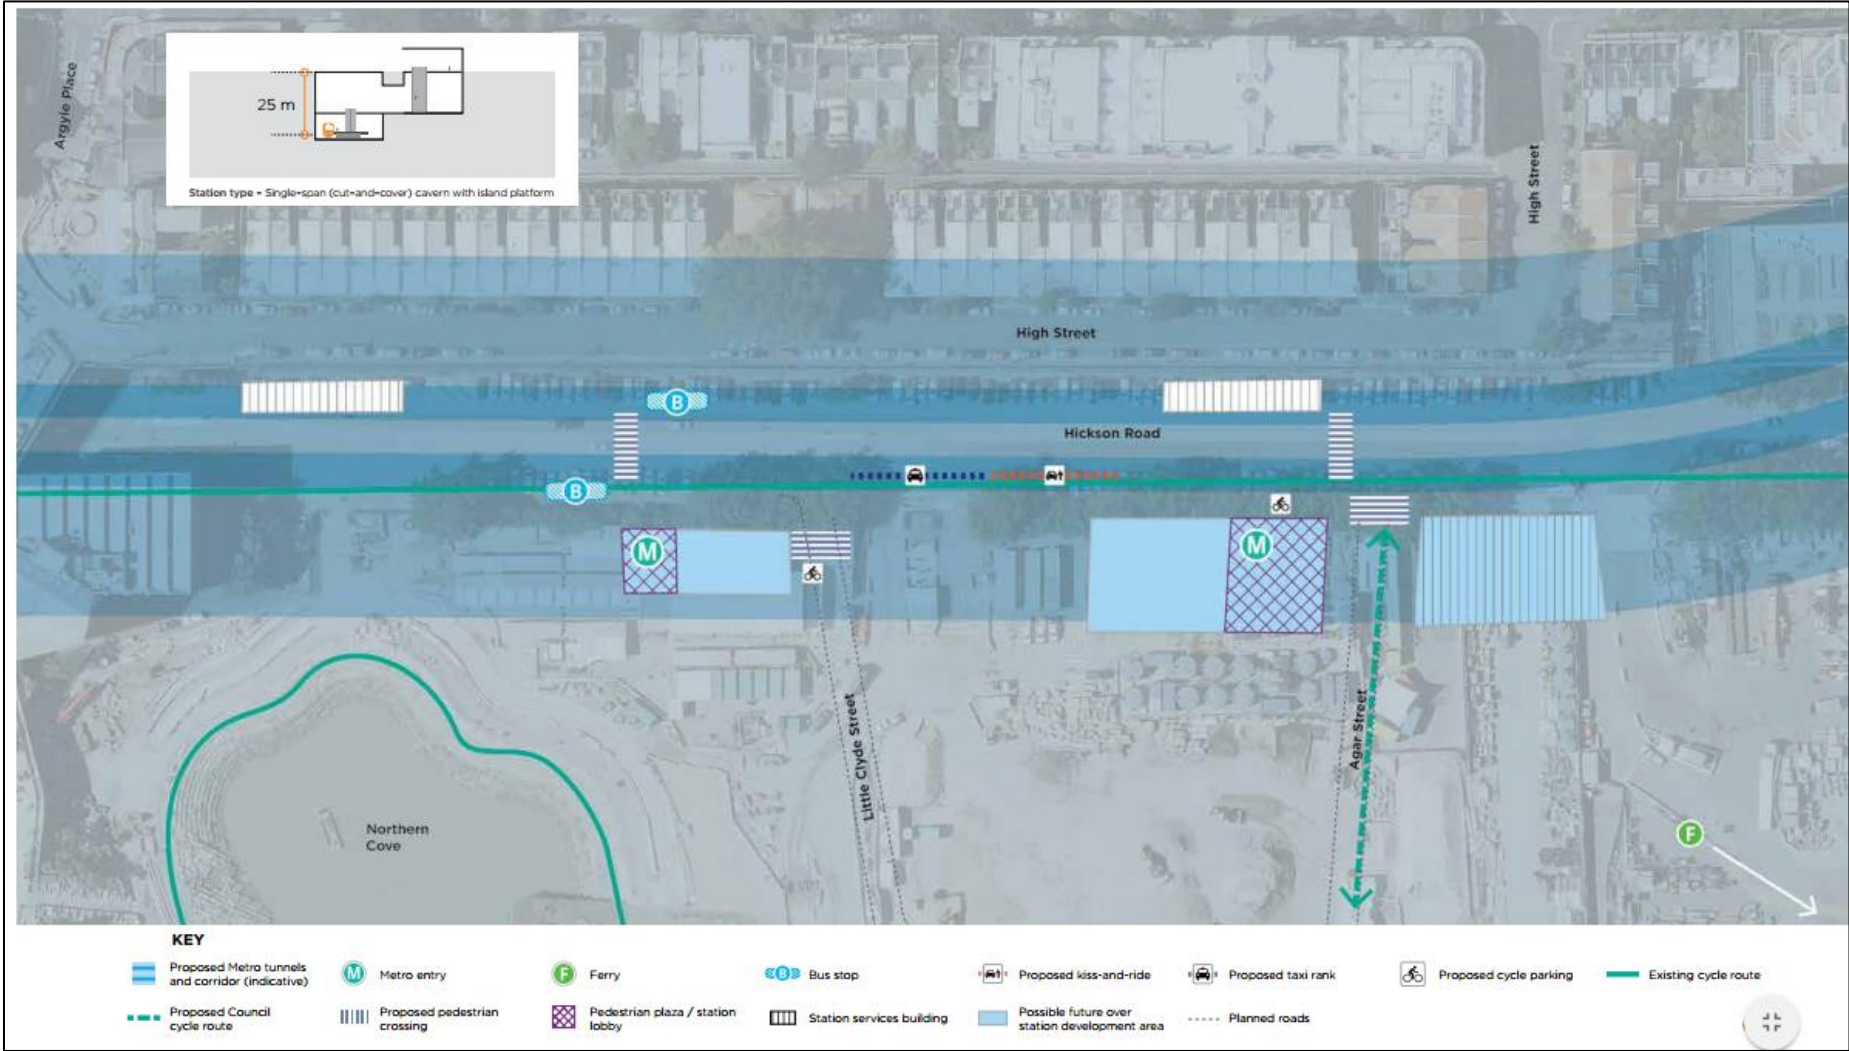 Argyle Place
25 m
Station type - Single-span (cut-and-cover) cavern with island platform
High Street
High Street
B
Hickson Road
B
M
M
Little Clyde Street
Agar Street
Northern
Cove
F
KEY
Proposed Metro tunnels
and corridor (indicative)
M
Metro entry
F
Ferry
B
Bus stop
Proposed kiss-and-ride
Proposed taxi rank
Proposed cycle parking
Existing cycle route
Proposed Council
cycle route
Proposed pedestrian
crossing
Pedestrian plaza / station
lobby
Station services building
Possible future over
station development area
Planned roads